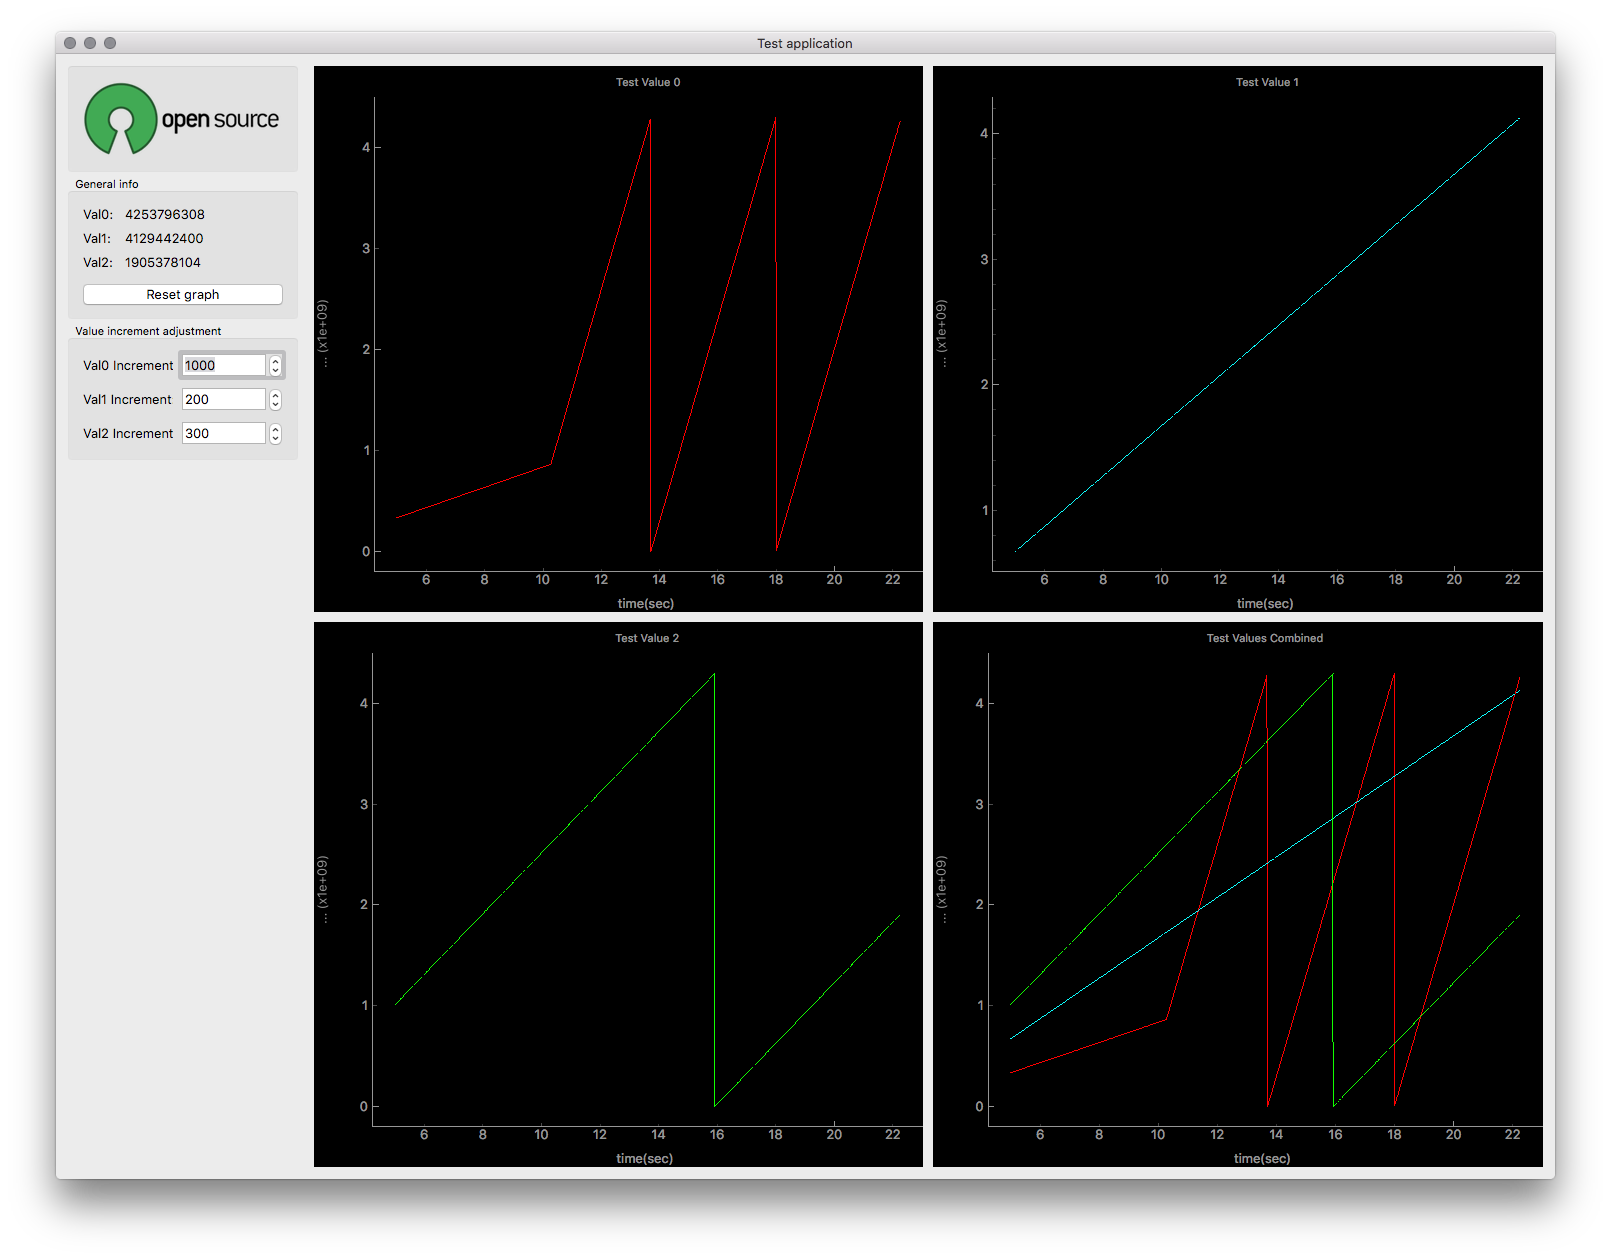 Test application
open source
General info
Val0: 4253796308
Val1: 4129442400
Val2: 1905378104
Reset graph
Value increment adjustment
Val0 Increment 1000
Val1 Increment 200
Val2 Increment 300
Test Value 0
... (x1e+09)
4
3
2
1
0
6 8 10 12 14 16 18 20 22
time(sec)
Test Value 1
... (x1e+09)
4
3
2
1
6 8 10 12 14 16 18 20 22
time(sec)
Test Value 2
... (x1e+09)
4
3
2
1
0
6 8 10 12 14 16 18 20 22
time(sec)
Test Values Combined
... (x1e+09)
4
3
2
1
0
6 8 10 12 14 16 18 20 22
time(sec)